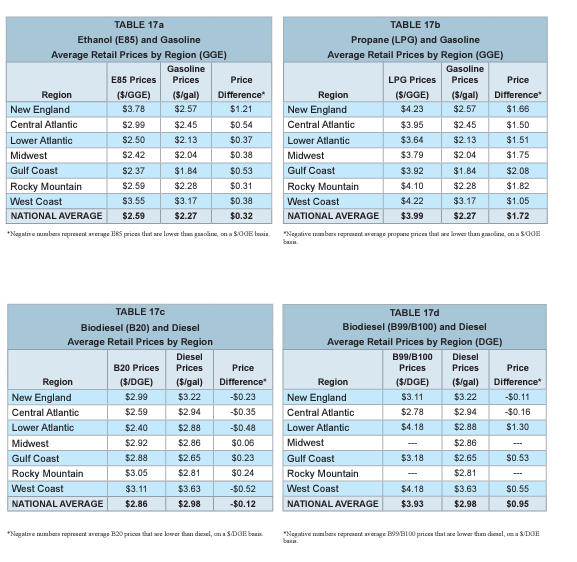 TABLE 17a
Ethanol (E85) and Gasoline
Average Retail Prices by Region (GGE)
Region E85 Prices ($/GGE) Gasoline Prices ($/gal) Price Difference*
New England $3.78 $2.57 $1.21
Central Atlantic $2.99 $2.45 $0.54
Lower Atlantic $2.50 $2.13 $0.37
Midwest $2.42 $2.04 $0.38
Gulf Coast $2.37 $1.84 $0.53
Rocky Mountain $2.59 $2.28 $0.31
West Coast $3.55 $3.17 $0.38
NATIONAL AVERAGE $2.59 $2.27 $0.32
*Negative numbers represent average E85 prices that are lower than gasoline, on a $/GGE basis.
TABLE 17b
Propane (LPG) and Gasoline
Average Retail Prices by Region (GGE)
Region LPG Prices ($/GGE) Gasoline Prices ($/gal) Price Difference*
New England $4.23 $2.57 $1.66
Central Atlantic $3.95 $2.45 $1.50
Lower Atlantic $3.64 $2.13 $1.51
Midwest $3.79 $2.04 $1.75
Gulf Coast $3.92 $1.84 $2.08
Rocky Mountain $4.10 $2.28 $1.82
West Coast $4.22 $3.17 $1.05
NATIONAL AVERAGE $3.99 $2.27 $1.72
*Negative numbers represent average propane prices that are lower than gasoline, on a $/GGE
basis.
TABLE 17c
Biodiesel (B20) and Diesel
Average Retail Prices by Region
Region B20 Prices ($/DGE) Diesel Prices ($/gal) Price Difference*
New England $2.99 $3.22 -$0.23
Central Atlantic $2.59 $2.94 -$0.35
Lower Atlantic $2.40 $2.88 -$0.48
Midwest $2.92 $2.86 $0.06
Gulf Coast $2.88 $2.65 $0.23
Rocky Mountain $3.05 $2.81 $0.24
West Coast $3.11 $3.63 -$0.52
NATIONAL AVERAGE $2.86 $2.98 -$0.12
*Negative numbers represent average B20 prices that are lower than diesel, on a $/DGE basis.
TABLE 17d
Biodiesel (B99/B100) and Diesel
Average Retail Prices by Region (DGE)
Region B99/B100 Prices ($/DGE) Diesel Prices ($/gal) Price Difference*
New England $3.11 $3.22 -$0.11
Central Atlantic $2.78 $2.94 -$0.16
Lower Atlantic $4.18 $2.88 $1.30
Midwest --- $2.86 ---
Gulf Coast $3.18 $2.65 $0.53
Rocky Mountain --- $2.81 ---
West Coast $4.18 $3.63 $0.55
NATIONAL AVERAGE $3.93 $2.98 $0.95
*Negative numbers represent average B99/B100 prices that are lower than diesel, on a $/DGE
basis.